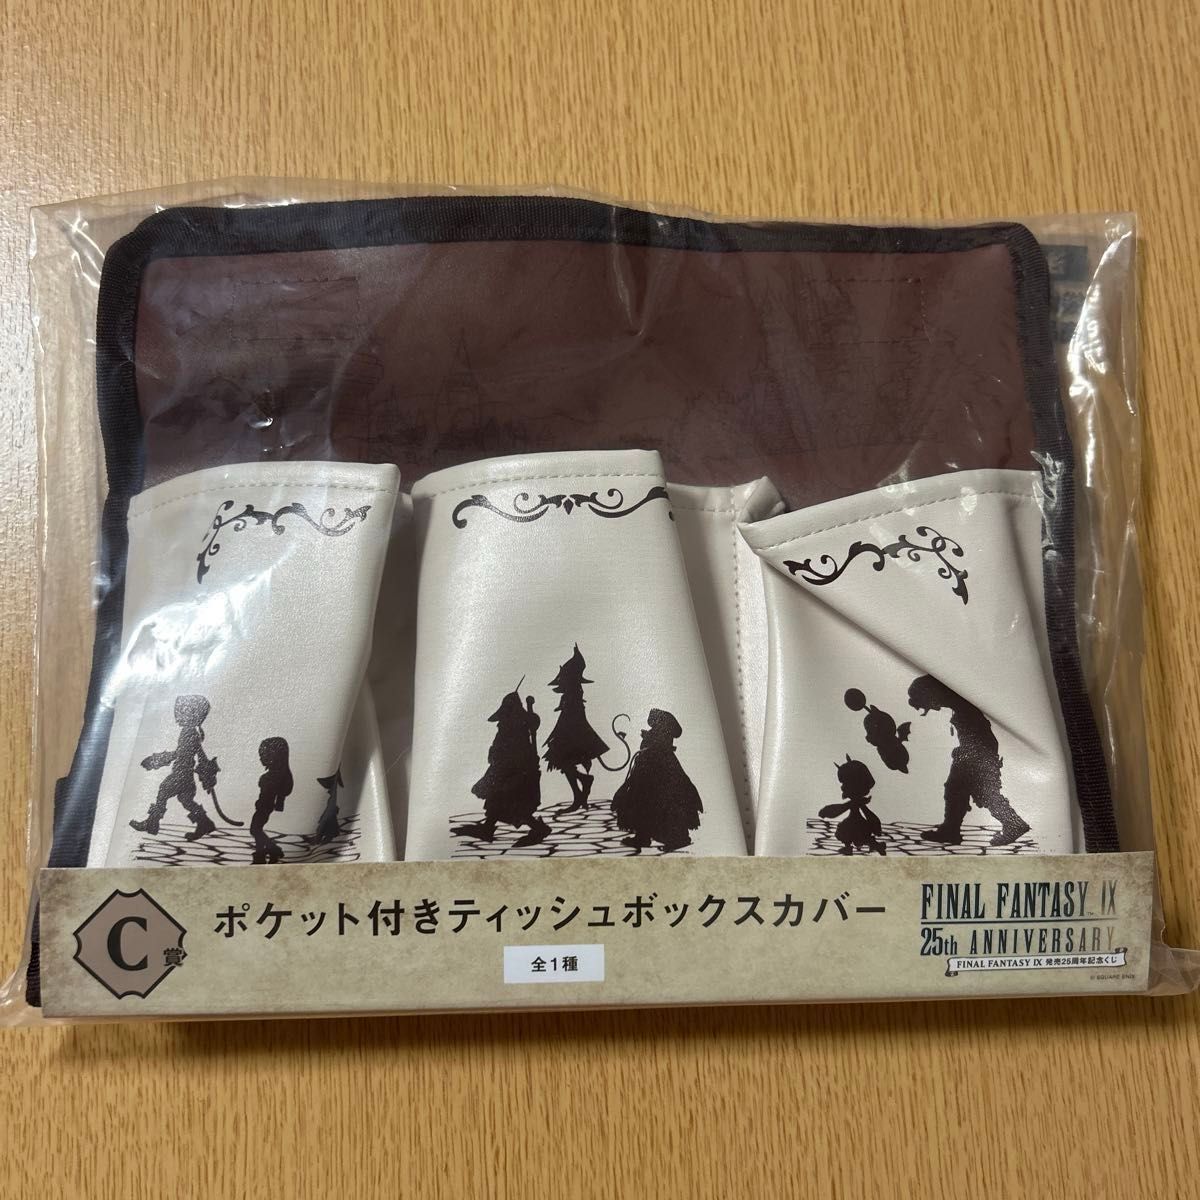 C賞
ポケット付きティッシュボックスカバー
全1種
FINAL FANTASY IX
25th ANNIVERSARY
FINAL FANTASY IX 発売25周年記念くじ
© SQUARE ENIX